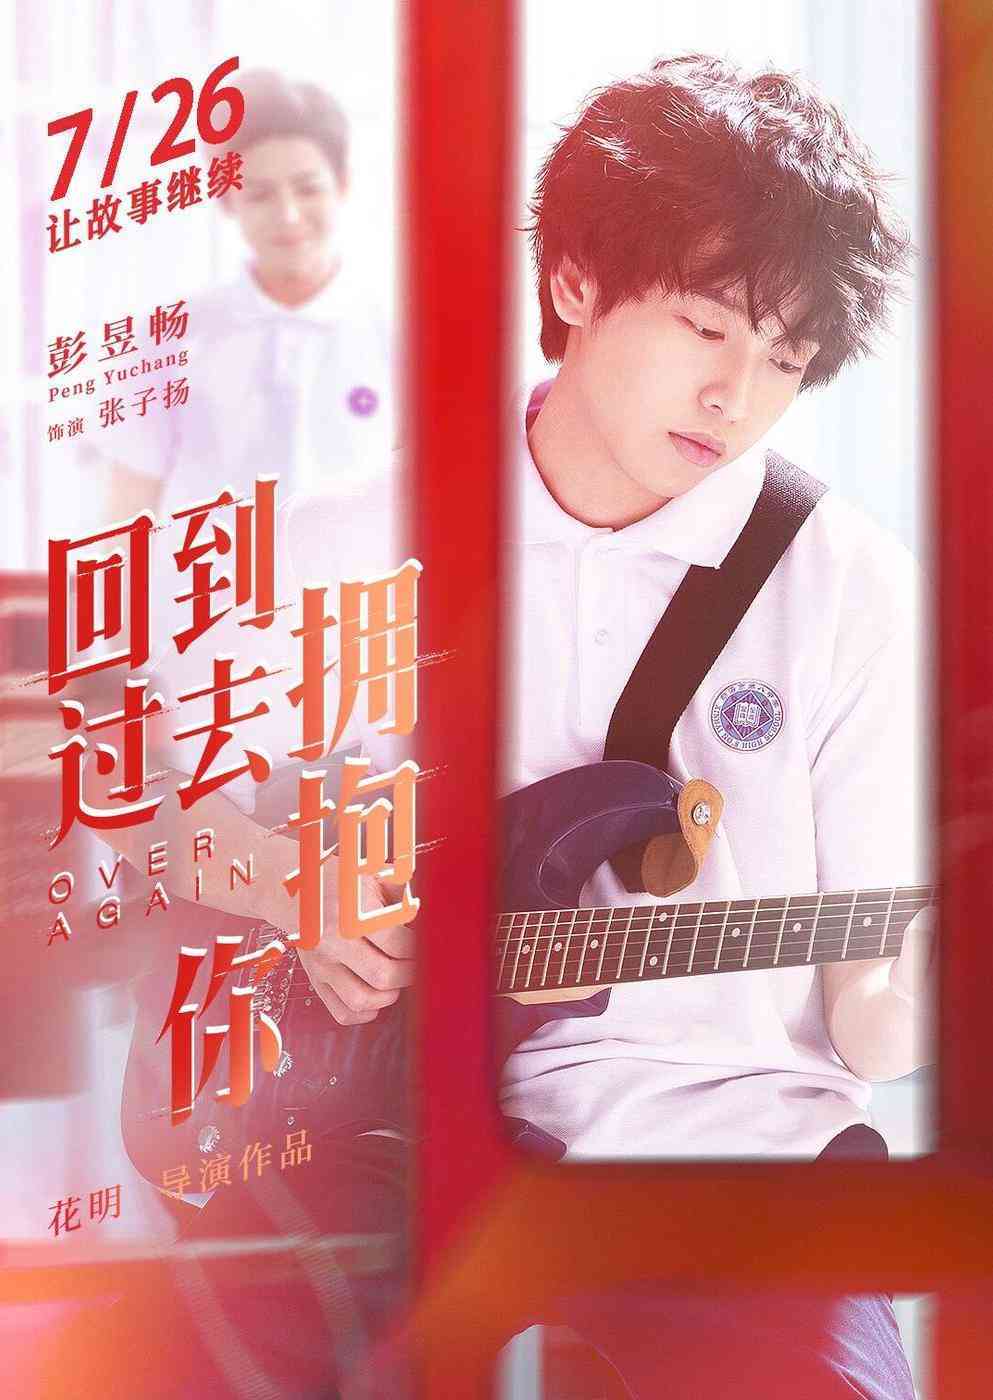 7/26
让故事继续
彭昱畅
Peng Yuchang
饰演 张子扬
回到
过去
拥抱
你
OVER
AGAIN
花明 导演作品